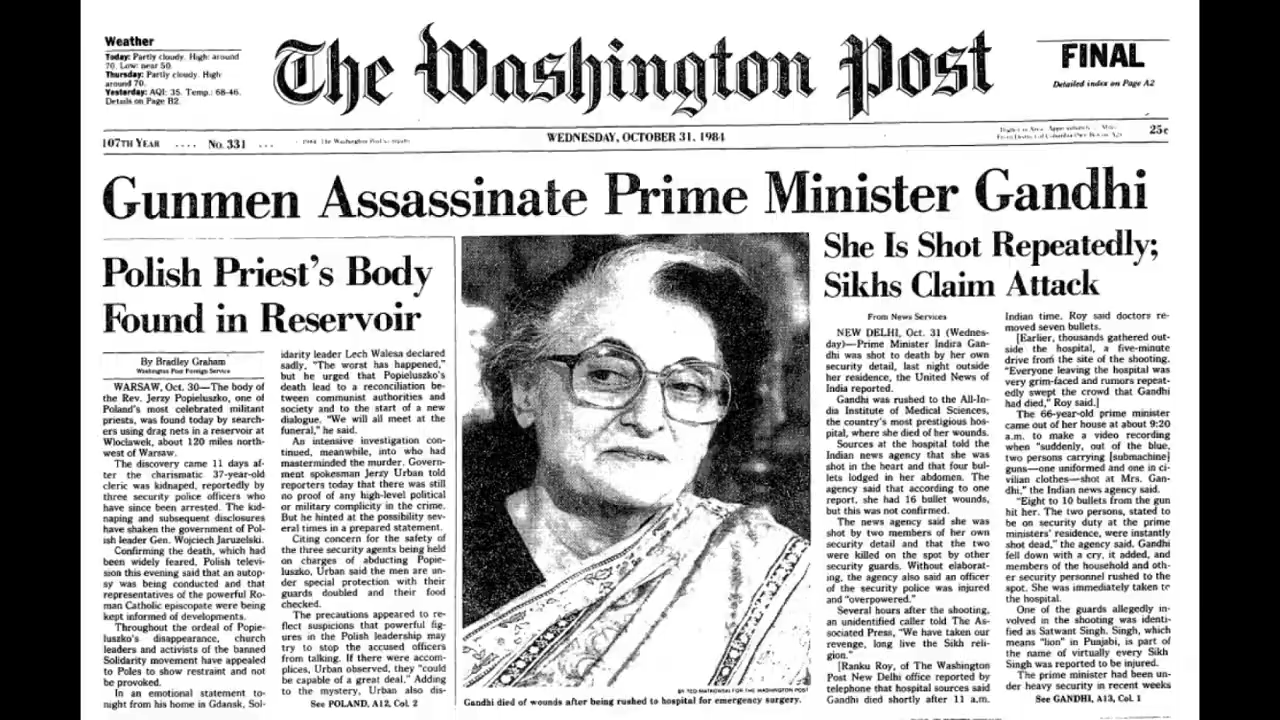 Weather
Today: Partly cloudy. High: around
70. Low: near 50.
Thursday: Partly cloudy. High
around 70.
Yesterday: AQI: 35. Temp.: 68-46.
Details on Page B2.
The Washington Post
FINAL
Detailed index on Page A2
107TH YEAR .... No. 331 ...
1984, The Washington Post
WEDNESDAY, OCTOBER 31, 1984
25¢
Gunmen Assassinate Prime Minister Gandhi
Polish Priest's Body
Found in Reservoir
By Bradley Graham
Washington Post Foreign Service
WARSAW, Oct. 30—The body of
the Rev. Jerzy Popieluszko, one of
Poland's most celebrated militant
priests, was found today by search-
ers using drag nets in a reservoir at
Wloclawek, about 120 miles north-
west of Warsaw.
The discovery came 11 days af-
ter the charismatic 37-year-old
cleric was kidnaped, reportedly by
three security police officers who
have since been arrested. The kid-
naping and subsequent disclosures
have shaken the government of Pol-
ish leader Gen. Wojciech Jaruzelski.
Confirming the death, which had
been widely feared, Polish televi-
sion this evening said that an autop-
sy was being conducted and that
representatives of the powerful Ro-
man Catholic episcopate were being
kept informed of developments.
Throughout the ordeal of Popie-
luszko's disappearance, church
leaders and activists of the banned
Solidarity movement have appealed
to Poles to show restraint and not
be provoked.
In an emotional statement to-
night from his home in Gdansk, Sol-
idarity leader Lech Walesa declared
sadly, "The worst has happened,"
but he urged that Popieluszko's
death lead to a reconciliation be-
tween communist authorities and
society and to the start of a new
dialogue. "We will all meet at the
funeral," he said.
An intensive investigation con-
tinued, meanwhile, into who had
masterminded the murder. Govern-
ment spokesman Jerzy Urban told
reporters today that there was still
no proof of any high-level political
or military complicity in the crime.
But he hinted at the possibility sev-
eral times in a prepared statement.
Citing concern for the safety of
the three security agents being held
on charges of abducting Popie-
luszko, Urban said the men are un-
der special protection with their
guards doubled and their food
checked.
The precautions appeared to re-
flect suspicions that powerful fig-
ures in the Polish leadership may
try to stop the accused officers
from talking. If there were accom-
plices, Urban observed, they "could
be capable of a great deal." Adding
to the mystery, Urban also dis-
See POLAND, A12, Col. 2
BY TED MATKOWSKI FOR THE WASHINGTON POST
Gandhi died of wounds after being rushed to hospital for emergency surgery.
She Is Shot Repeatedly;
Sikhs Claim Attack
From News Services
NEW DELHI, Oct. 31 (Wednes-
day)—Prime Minister Indira Gan-
dhi was shot to death by her own
security detail, last night outside
her residence, the United News of
India reported.
Gandhi was rushed to the All-In-
dia Institute of Medical Sciences,
the country's most prestigious hos-
pital, where she died of her wounds.
Sources at the hospital told the
Indian news agency that she was
shot in the heart and that four bul-
lets lodged in her abdomen. The
agency said that according to one
report, she had 16 bullet wounds,
but this was not confirmed.
The news agency said she was
shot by two members of her own
security detail and that the two
were killed on the spot by other
security guards. Without elaborat-
ing, the agency also said an officer
of the security police was injured
and "overpowered."
Several hours after the shooting,
an unidentified caller told The As-
sociated Press, "We have taken our
revenge, long live the Sikh reli-
gion."
[Ranku Roy, of The Washington
Post New Delhi office reported by
telephone that hospital sources said
Gandhi died shortly after 11 a.m.
Indian time. Roy said doctors re-
moved seven bullets.
[Earlier, thousands gathered out-
side the hospital, a five-minute
drive from the site of the shooting.
"Everyone leaving the hospital was
very grim-faced and rumors repeat-
edly swept the crowd that Gandhi
had died," Roy said.]
The 66-year-old prime minister
came out of her house at about 9:20
a.m. to make a video recording
when "suddenly, out of the blue,
two persons carrying [submachine]
guns—one uniformed and one in ci-
vilian clothes—shot at Mrs. Gan-
dhi," the Indian news agency said.
"Eight to 10 bullets from the gun
hit her. The two persons, stated to
be on security duty at the prime
ministers' residence, were instantly
shot dead," the agency said. Gandhi
fell down with a cry, it added, and
members of the household and oth-
er security personnel rushed to the
spot. She was immediately taken to
the hospital.
One of the guards allegedly in-
volved in the shooting was identi-
fied as Satwant Singh. Singh, which
means "lion" in Punjabi, is part of
the name of virtually every Sikh
Singh was reported to be injured.
The prime minister had been un-
der heavy security in recent weeks
See GANDHI, A13, Col. 1